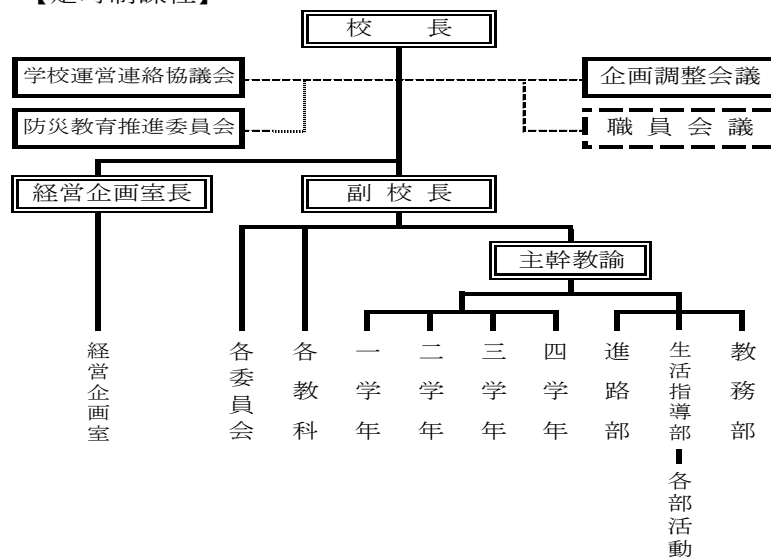 【定時制課程】
校 長
学校運営連絡協議会
企画調整会議
防災教育推進委員会
職 員 会 議
経営企画室長
副 校 長
主幹教諭
経営企画室
各委員会
各教科
一学年
二学年
三学年
四学年
進路部
生活指導部
教務部
各部活動